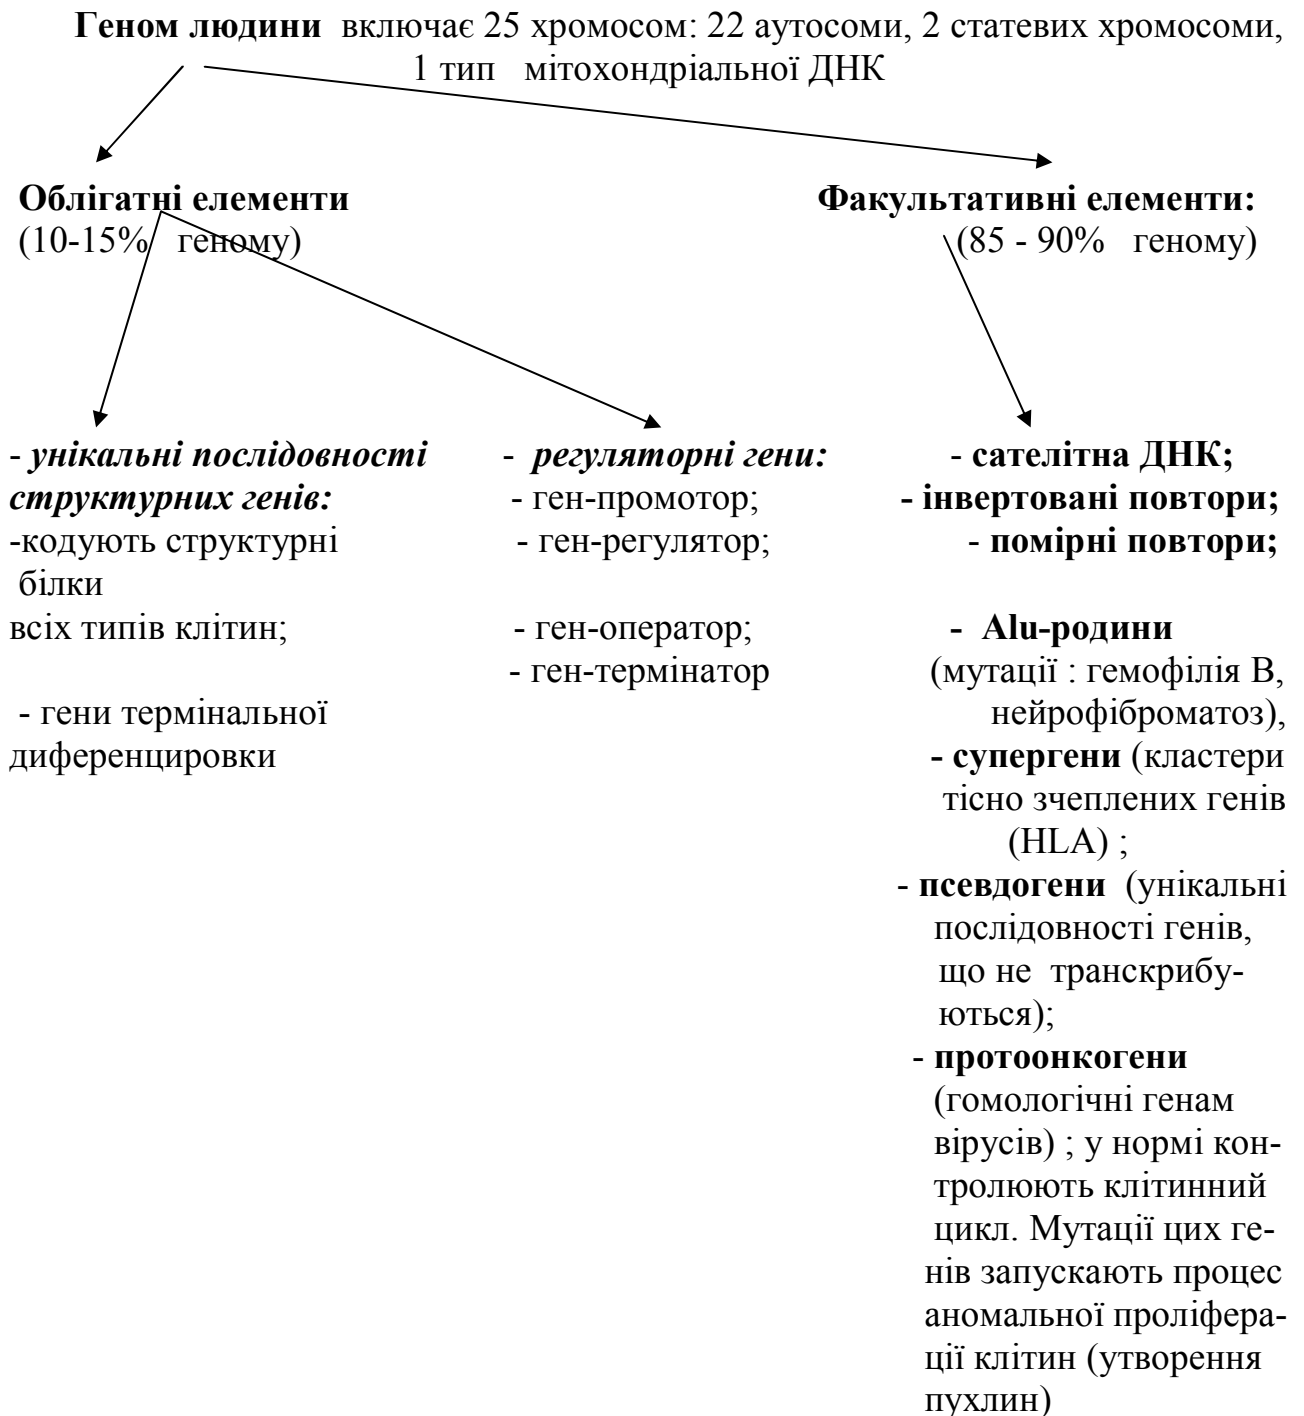 Геном людини включає 25 хромосом: 22 аутосоми, 2 статевих хромосоми,
1 тип мітохондріальної ДНК
Облігатні елементи
(10-15% геному)
Факультативні елементи:
(85 - 90% геному)
- унікальні послідовності
структурних генів:
-кодують структурні
білки
всіх типів клітин;
- гени термінальної
диференцировки
- регуляторні гени:
- ген-промотор;
- ген-регулятор;
- ген-оператор;
- ген-термінатор
- сателітна ДНК;
- інвертовані повтори;
- помірні повтори;
- Alu-родини
(мутації : гемофілія В,
нейрофіброматоз),
- супергени (кластери
тісно зчеплених генів
(HLA) ;
- псевдогени (унікальні
послідовності генів,
що не транскрибу-
ються);
- протоонкогени
(гомологічні генам
вірусів) ; у нормі кон-
тролюють клітинний
цикл. Мутації цих ге-
нів запускають процес
аномальної проліфера-
ції клітин (утворення
пухлин)